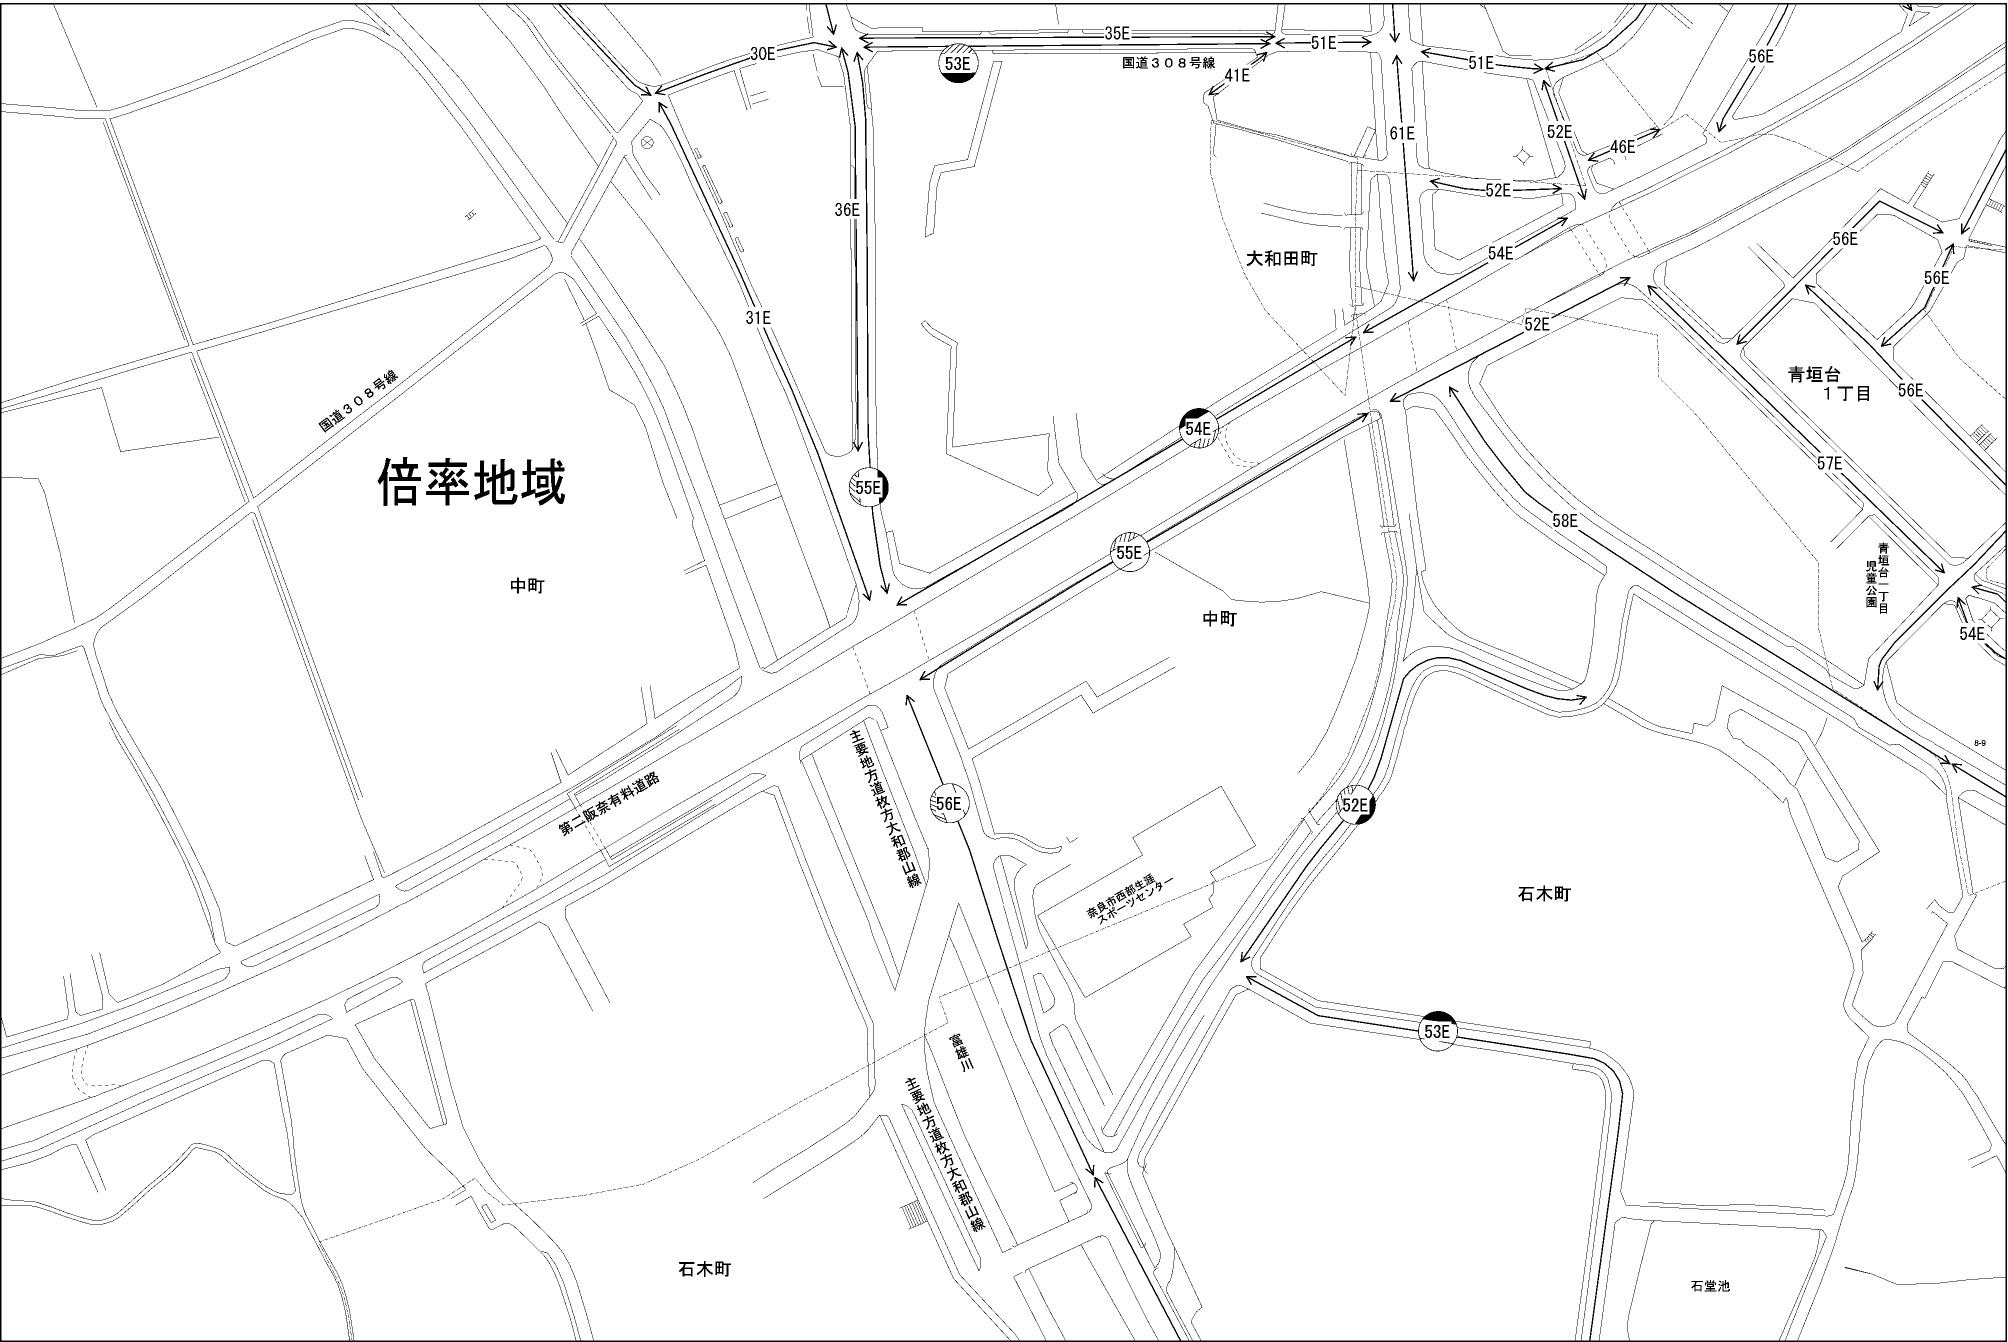 35E
30E
53E
51E
国道３０８号線
41E
51E
56E
61E
52E
46E
52E
36E
大和田町
54E
56E
56E
31E
52E
国道３０８号線
青垣台
１丁目
56E
54E
倍率地域
55E
57E
58E
55E
中町
中町
青垣台一丁目
児童公園
54E
主要地方道枚方大和郡山線
8-9
第二阪奈有料道路
56E
52E
奈良市西部生涯
スポーツセンター
石木町
53E
富雄川
主要地方道枚方大和郡山線
石木町
石堂池